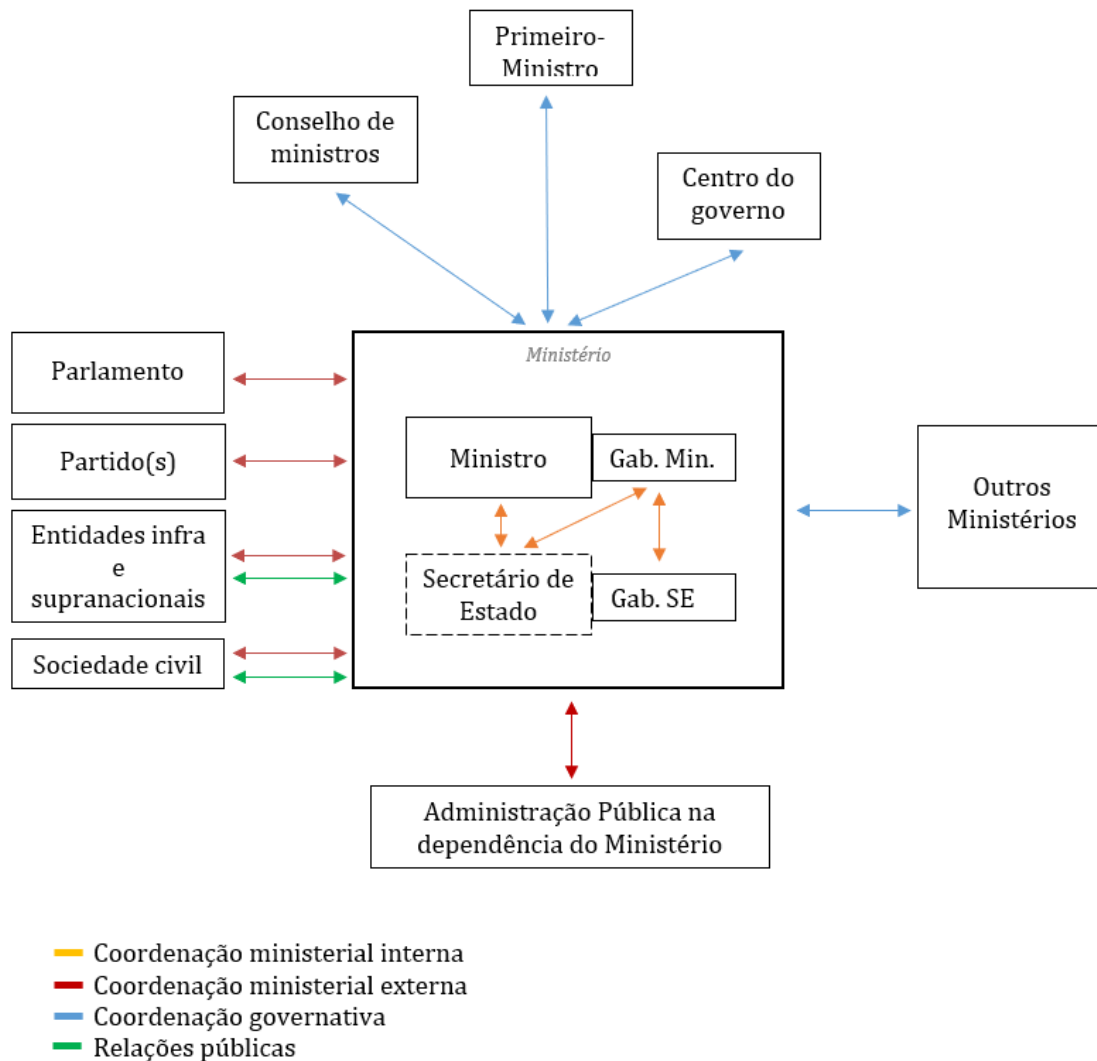 Primeiro-
Ministro
Conselho de
ministros
Centro do
governo
Ministério
Parlamento
Partido(s)
Entidades infra
e
supranacionais
Sociedade civil
Ministro
Gab. Min.
Secretário de
Estado
Gab. SE
Outros
Ministérios
Administração Pública na
dependência do Ministério
Coordenação ministerial interna
Coordenação ministerial externa
Coordenação governativa
Relações públicas